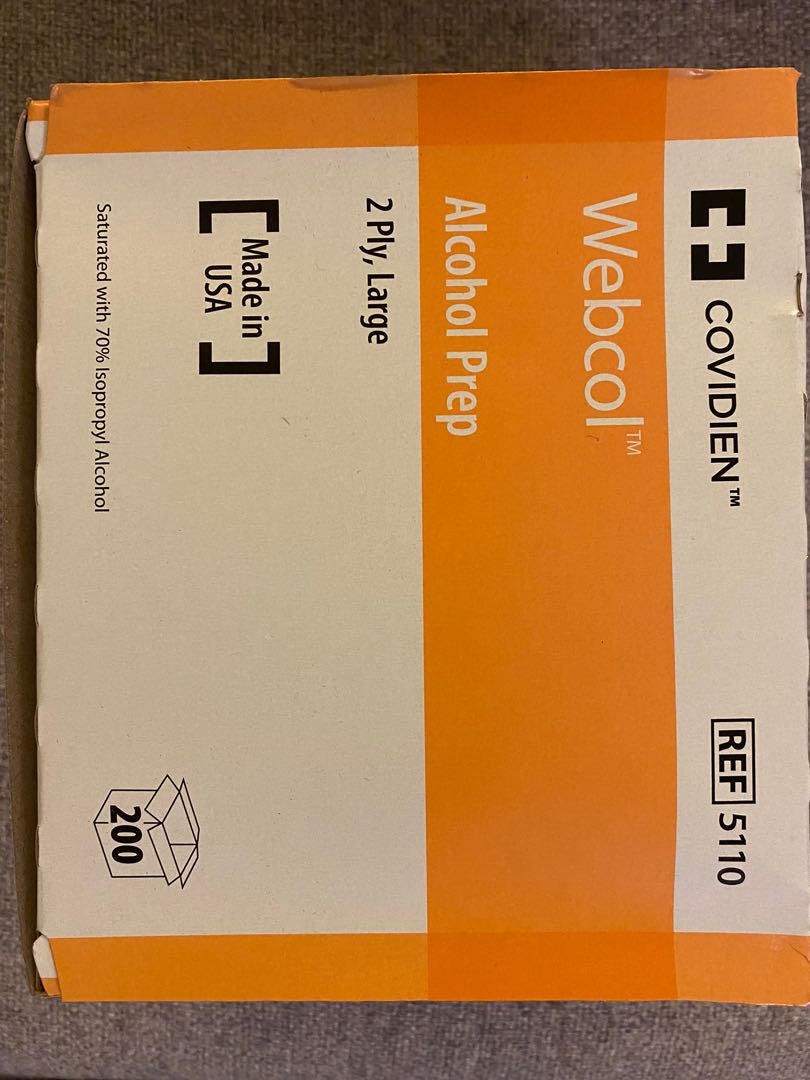 COVIDIEN™
REF 5110
Webcol™
Alcohol Prep
2 Ply, Large
[Made in
USA]
Saturated with 70% Isopropyl Alcohol
200